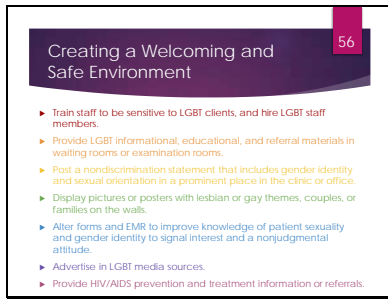 56
Creating a Welcoming and
Safe Environment
► Train staff to be sensitive to LGBT clients, and hire LGBT staff
members.
► Provide LGBT informational, educational, and referral materials in
waiting rooms or examination rooms.
► Post a nondiscrimination statement that includes gender identity
and sexual orientation in a prominent place in the clinic or office.
► Display pictures or posters with lesbian or gay themes, couples, or
families on the walls.
► Alter forms and EMR to improve knowledge of patient sexuality
and gender identity to signal interest and a nonjudgmental
attitude.
► Advertise in LGBT media sources.
► Provide HIV/AIDS prevention and treatment information or referrals.